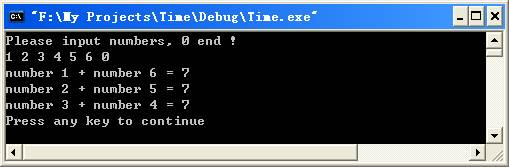 "F:\My Projects\Time\Debug\Time.exe"
Please input numbers, 0 end !
1 2 3 4 5 6 0
number 1 + number 6 = 7
number 2 + number 5 = 7
number 3 + number 4 = 7
Press any key to continue